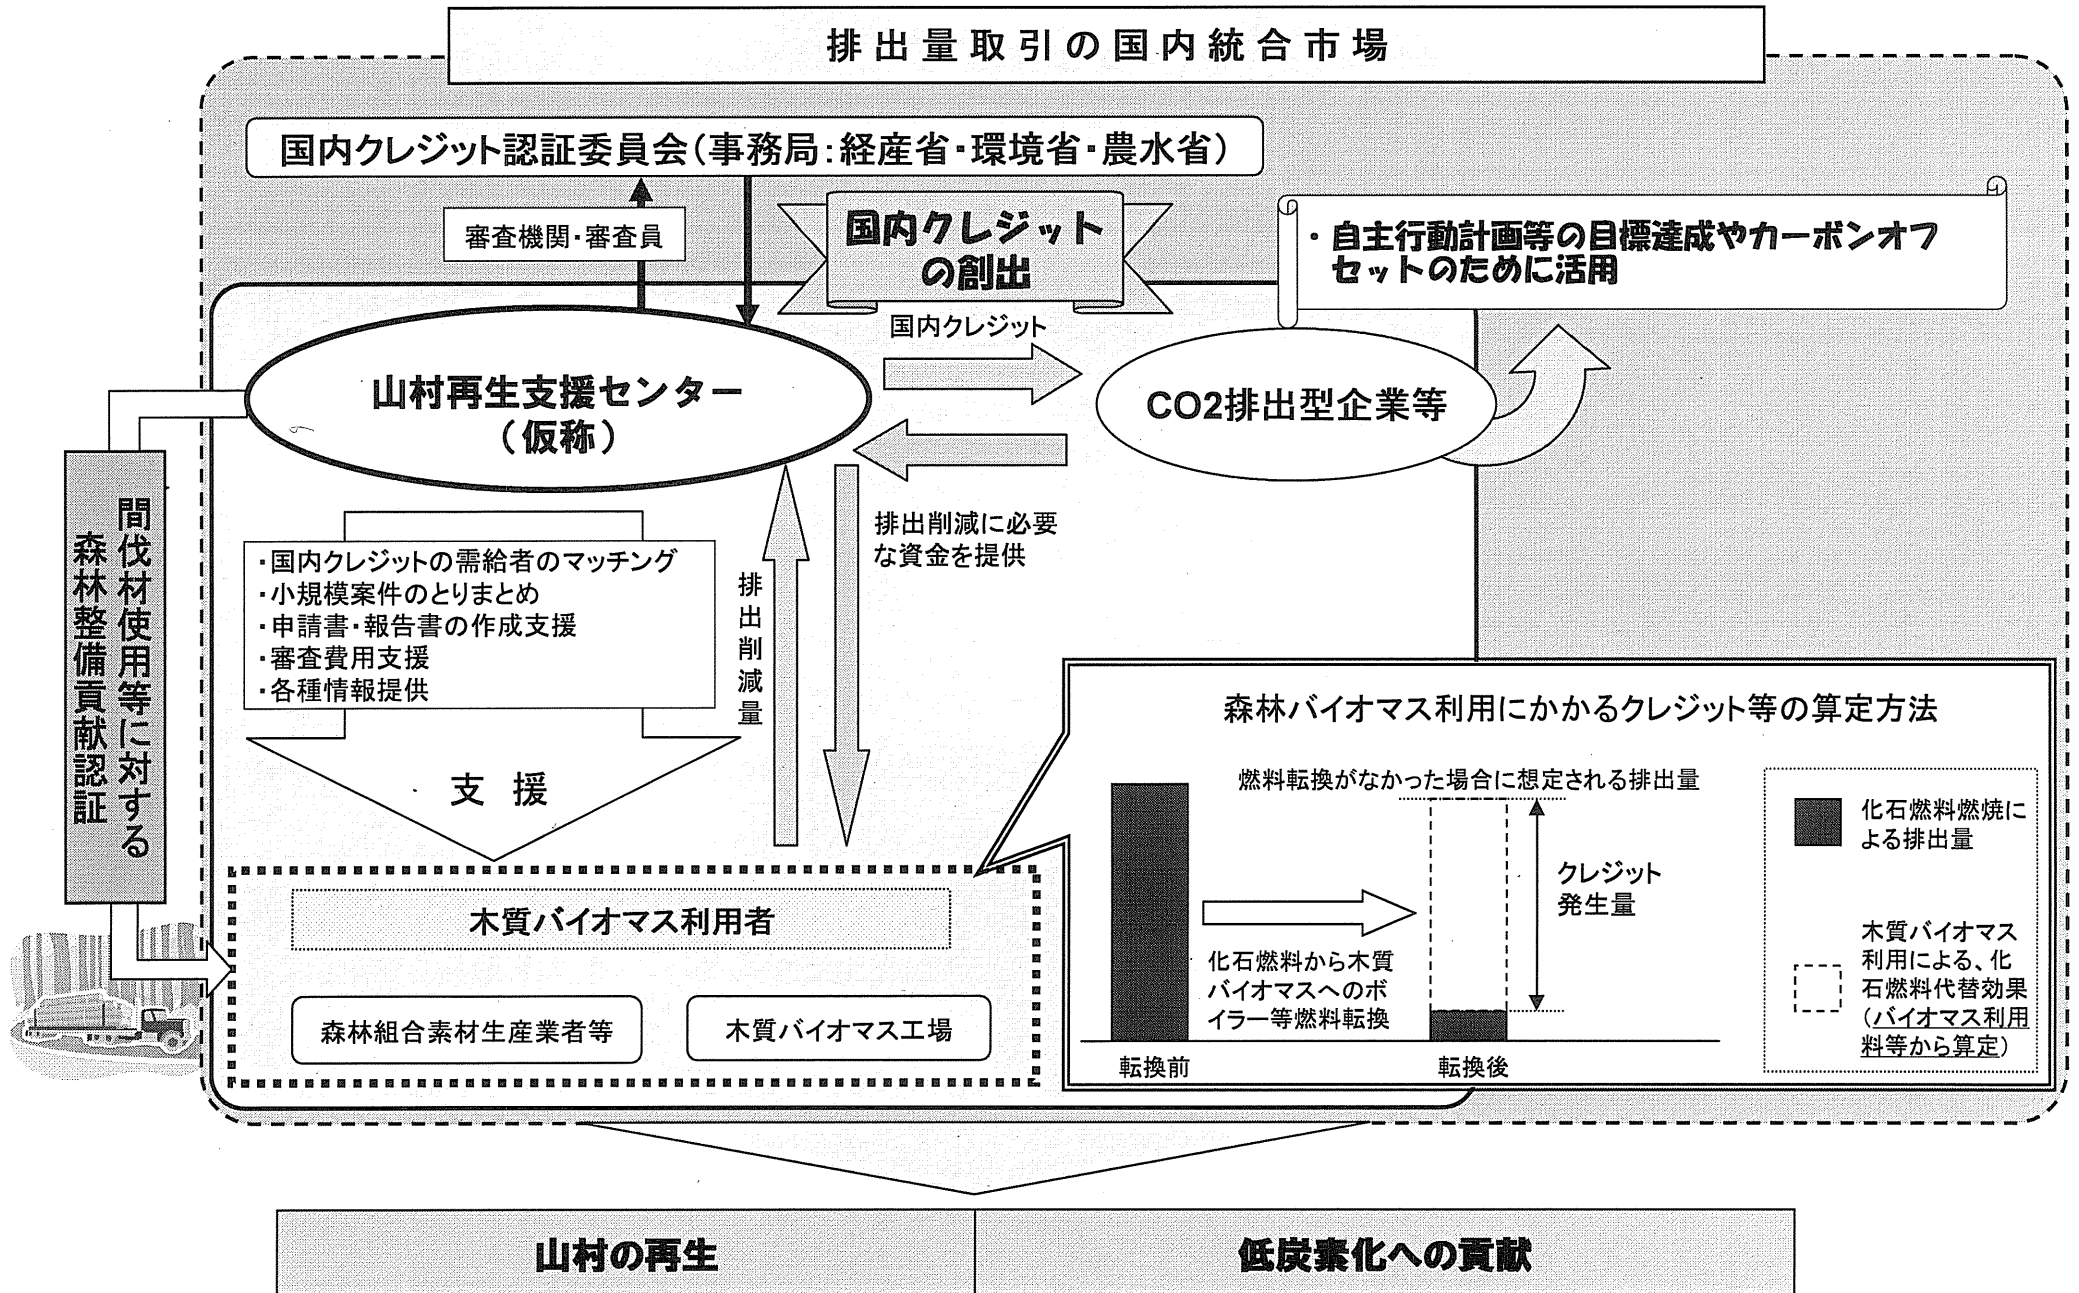 排出量取引の国内統合市場
国内クレジット認証委員会(事務局:経産省・環境省・農水省)
審査機関・審査員
国内クレジット
の創出
・自主行動計画等の目標達成やカーボンオフ
セットのために活用
国内クレジット
山村再生支援センター
(仮称)
CO2排出型企業等
間伐材使用等に対する
森林整備貢献認証
排出削減に必要
な資金を提供
・国内クレジットの需給者のマッチング
・小規模案件のとりまとめ
・申請書・報告書の作成支援
・審査費用支援
・各種情報提供
排出削減量
支 援
森林バイオマス利用にかかるクレジット等の算定方法
燃料転換がなかった場合に想定される排出量
クレジット
発生量
化石燃料から木質
バイオマスへのボ
イラー等燃料転換
転換前
転換後
化石燃料燃焼に
よる排出量
木質バイオマス
利用による、化
石燃料代替効果
(バイオマス利用
料等から算定)
木質バイオマス利用者
森林組合素材生産業者等
木質バイオマス工場
山村の再生
低炭素化への貢献